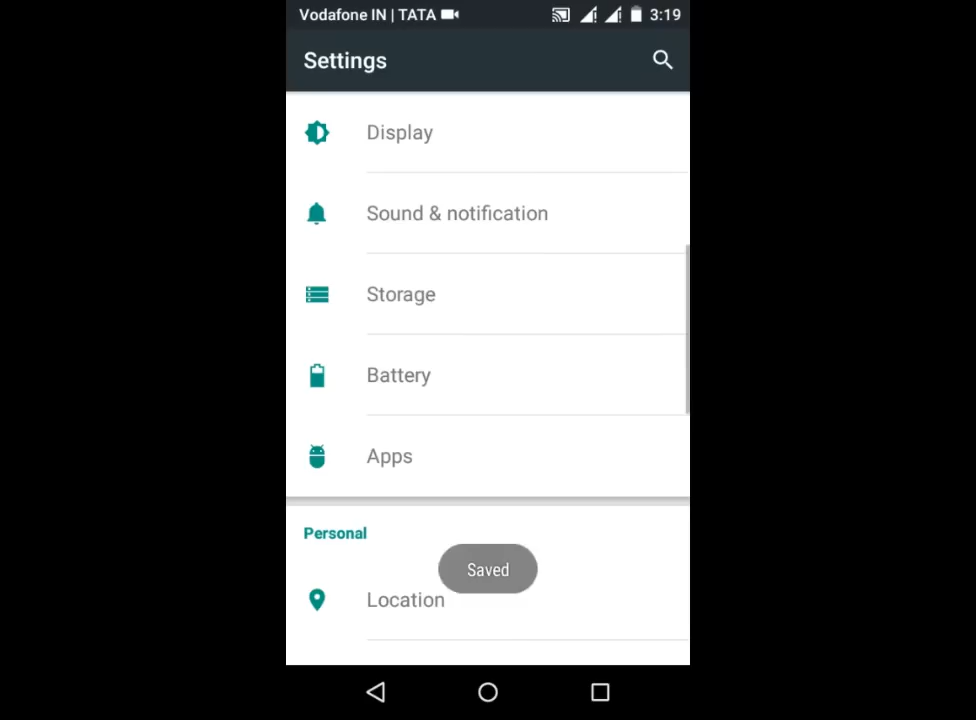 Vodafone IN | TATA 3:19
Settings
Display
Sound & notification
Storage
Battery
Apps
Personal
Saved
Location